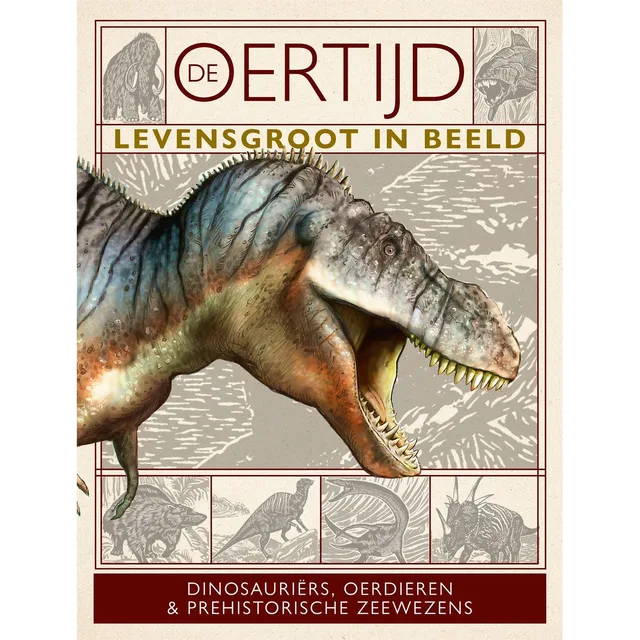 DE OERTIJD
LEVENSGROOT IN BEELD
DINOSAURIËRS, OERDIEREN
& PREHISTORISCHE ZEEWEZENS